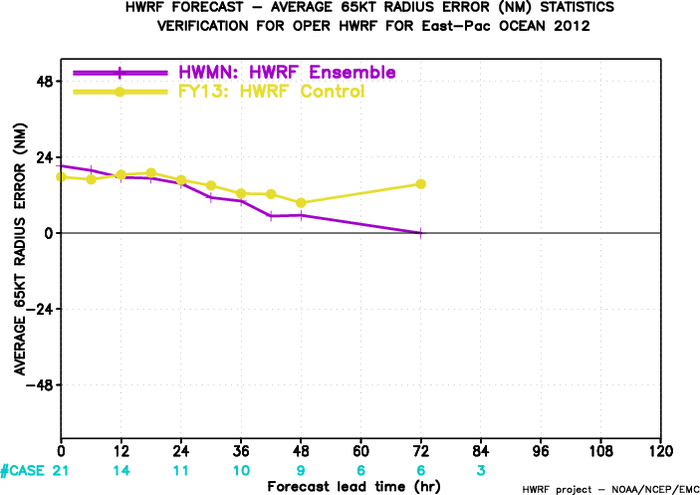 HWRF FORECAST – AVERAGE 65KT RADIUS ERROR (NM) STATISTICS
VERIFICATION FOR OPER HWRF FOR East-Pac OCEAN 2012
HWMN: HWRF Ensemble
FY13: HWRF Control
AVERAGE 65KT RADIUS ERROR (NM)
48
24
0
-24
-48
0 12 24 36 48 60 72 84 96 108 120
#CASE 21 14 11 10 9 6 6 3
Forecast lead time (hr)
HWRF project – NOAA/NCEP/EMC